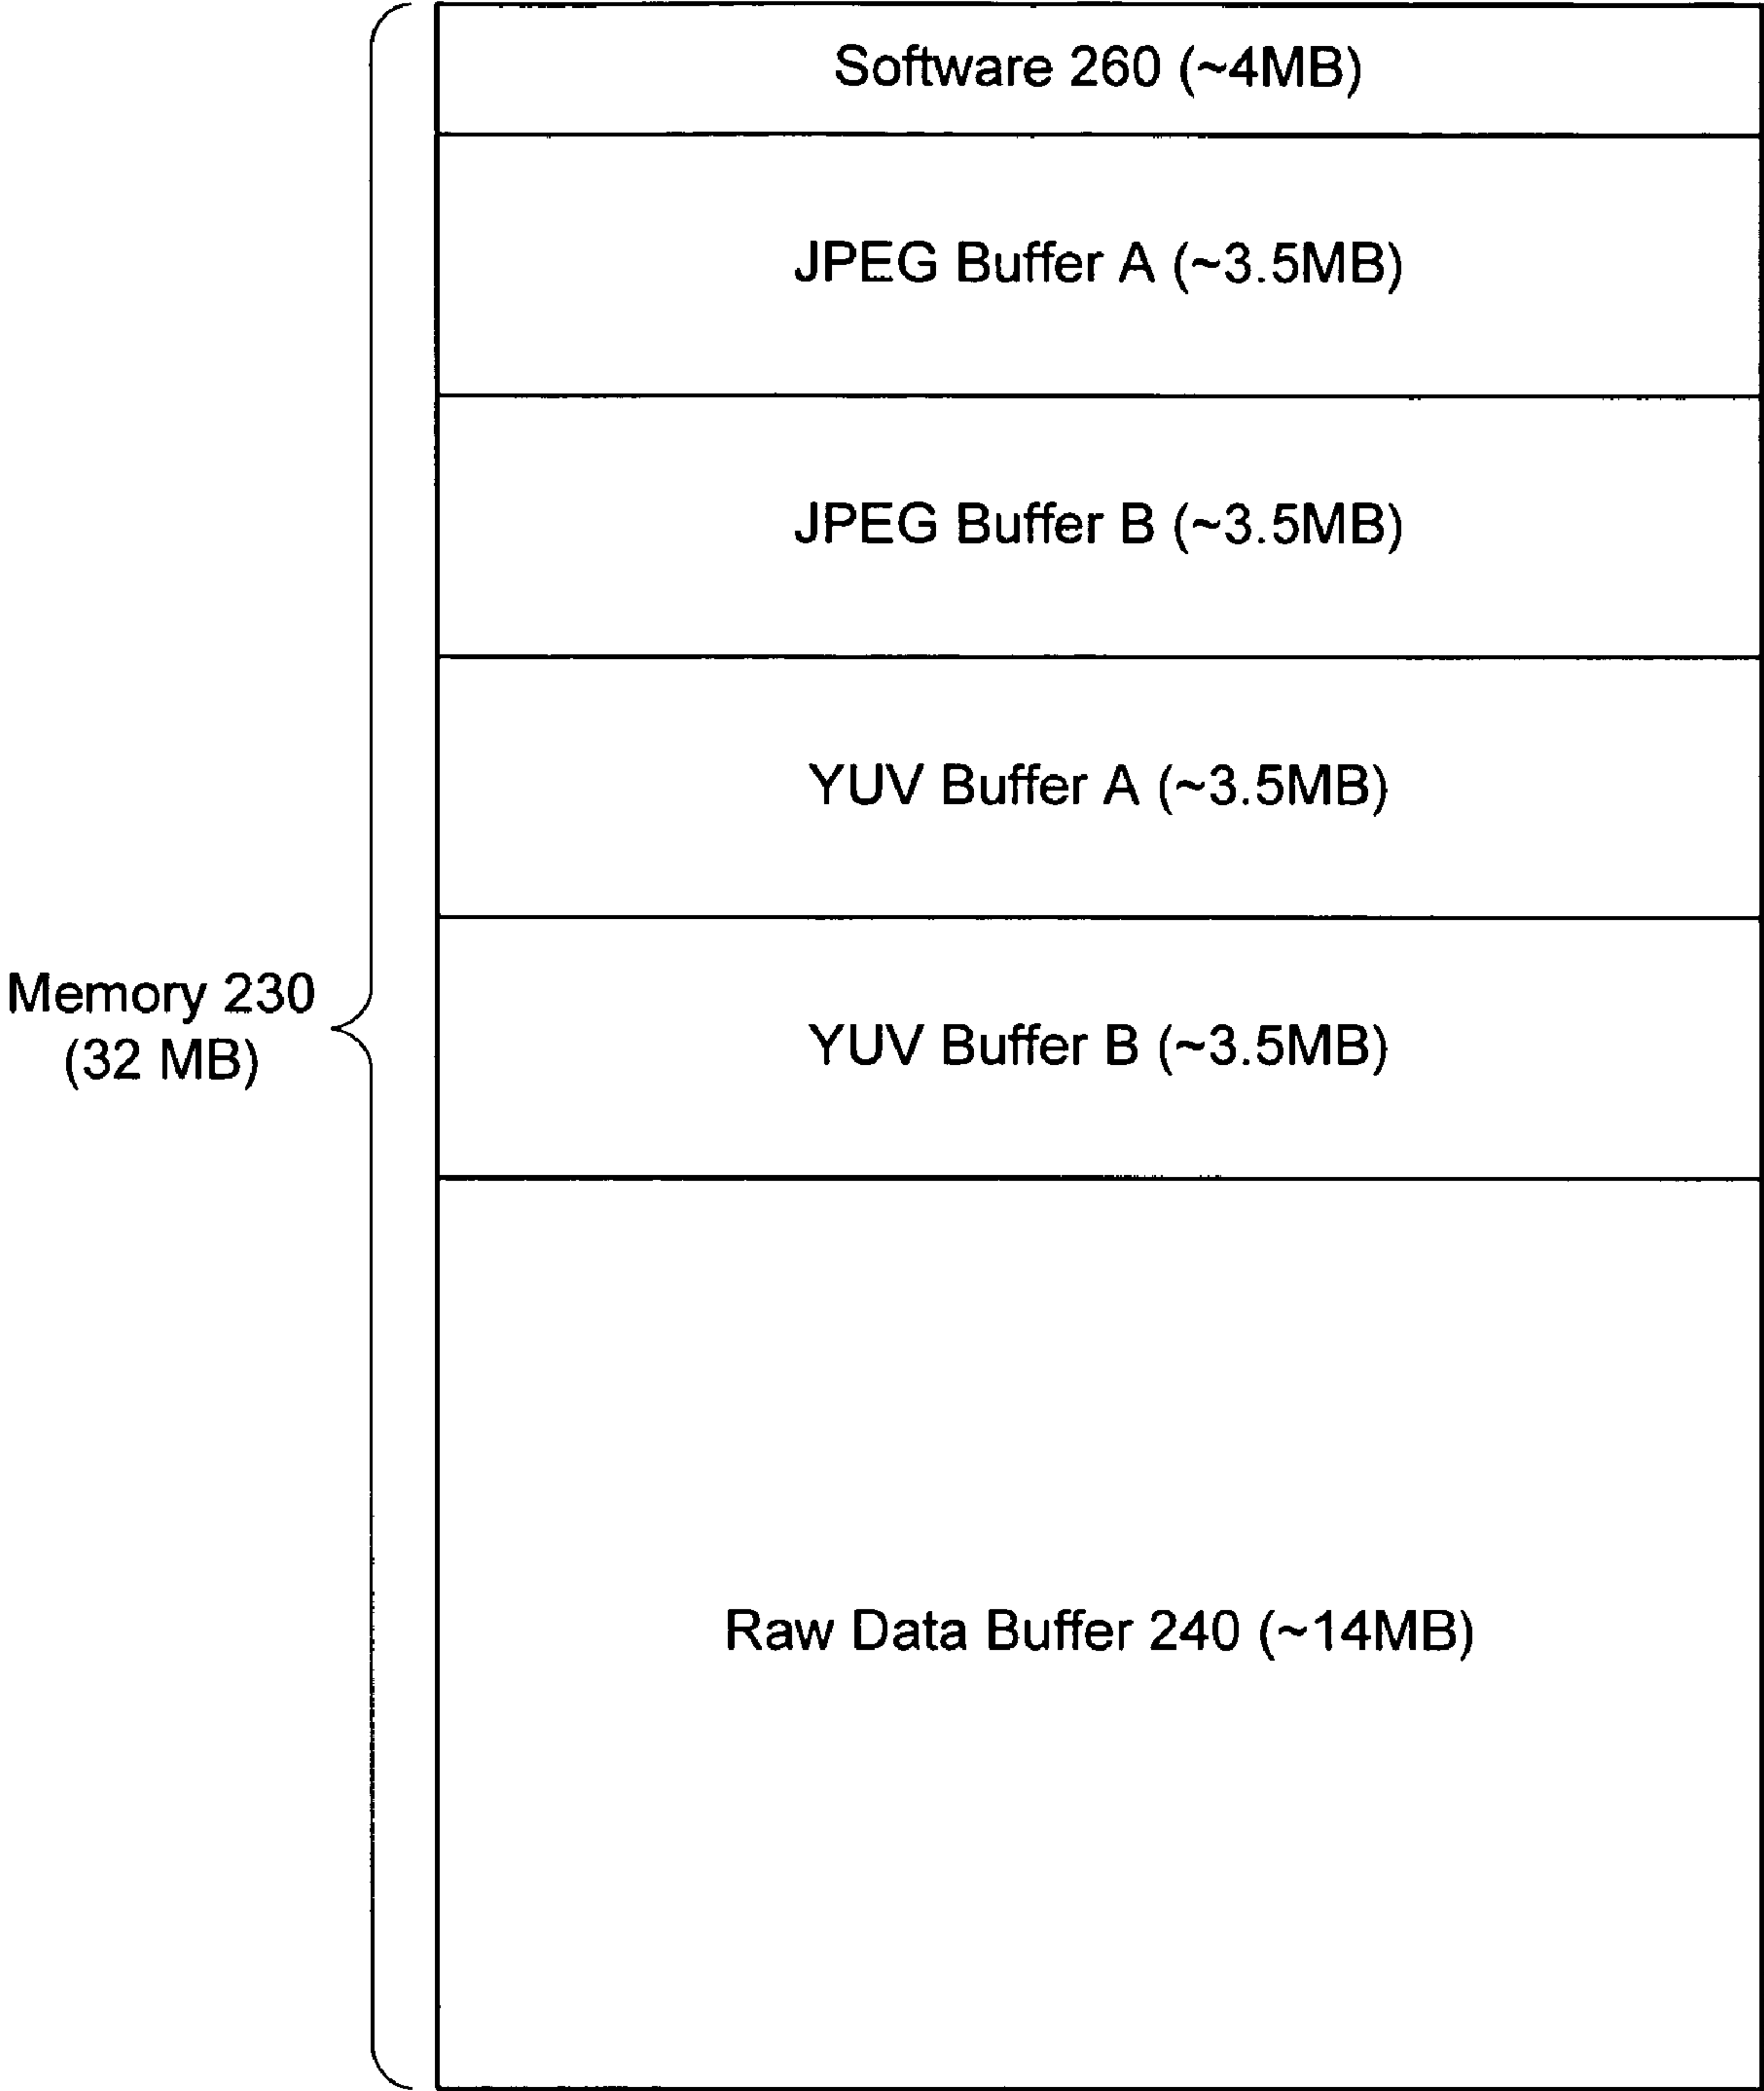 Software 260 (~4MB)
JPEG Buffer A (~3.5MB)
JPEG Buffer B (~3.5MB)
YUV Buffer A (~3.5MB)
Memory 230
(32 MB)
YUV Buffer B (~3.5MB)
Raw Data Buffer 240 (~14MB)